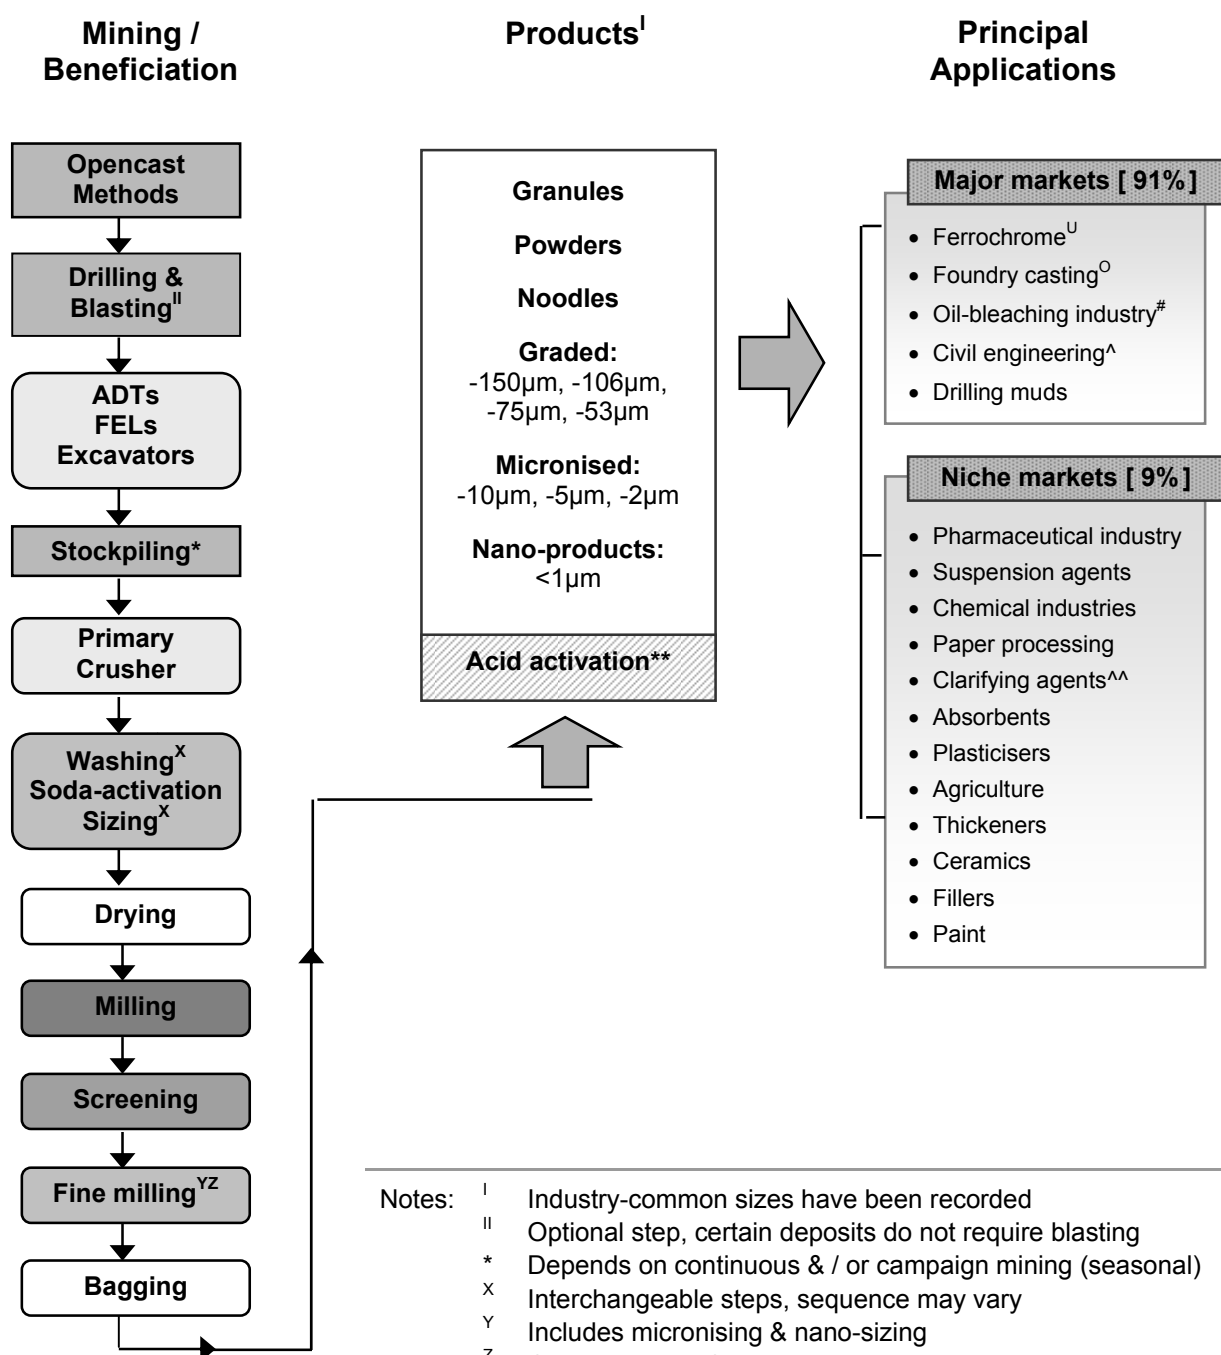 Mining /
Beneficiation
Products^I
Principal
Applications
Opencast
Methods
Drilling &
Blasting^II
ADTs
FELs
Excavators
Stockpiling*
Primary
Crusher
Washing^X
Soda-activation
Sizing^X
Drying
Milling
Screening
Fine milling^YZ
Bagging
Granules
Powders
Noodles
Graded:
-150µm, -106µm,
-75µm, -53µm
Micronised:
-10µm, -5µm, -2µm
Nano-products:
<1µm
Acid activation**
Major markets [ 91%]
• Ferrochrome^U
• Foundry casting^O
• Oil-bleaching industry^#
• Civil engineering^
• Drilling muds
Niche markets [ 9%]
• Pharmaceutical industry
• Suspension agents
• Chemical industries
• Paper processing
• Clarifying agents^^
• Absorbents
• Plasticisers
• Agriculture
• Thickeners
• Ceramics
• Fillers
• Paint
Notes: I Industry-common sizes have been recorded
II Optional step, certain deposits do not require blasting
* Depends on continuous & / or campaign mining (seasonal)
X Interchangeable steps, sequence may vary
Y Includes micronising & nano-sizing
Z